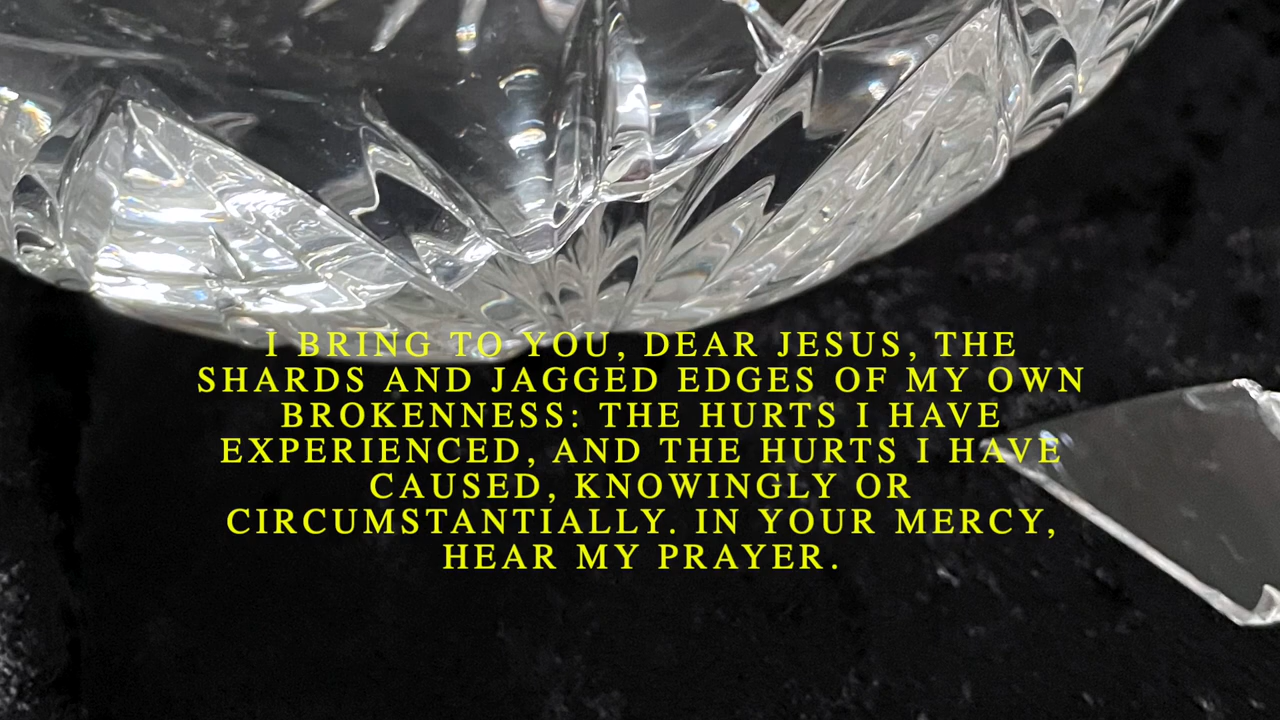 I BRING TO YOU, DEAR JESUS, THE
SHARDS AND JAGGED EDGES OF MY OWN
BROKENNESS: THE HURTS I HAVE
EXPERIENCED, AND THE HURTS I HAVE
CAUSED, KNOWINGLY OR
CIRCUMSTANTIALLY. IN YOUR MERCY,
HEAR MY PRAYER.